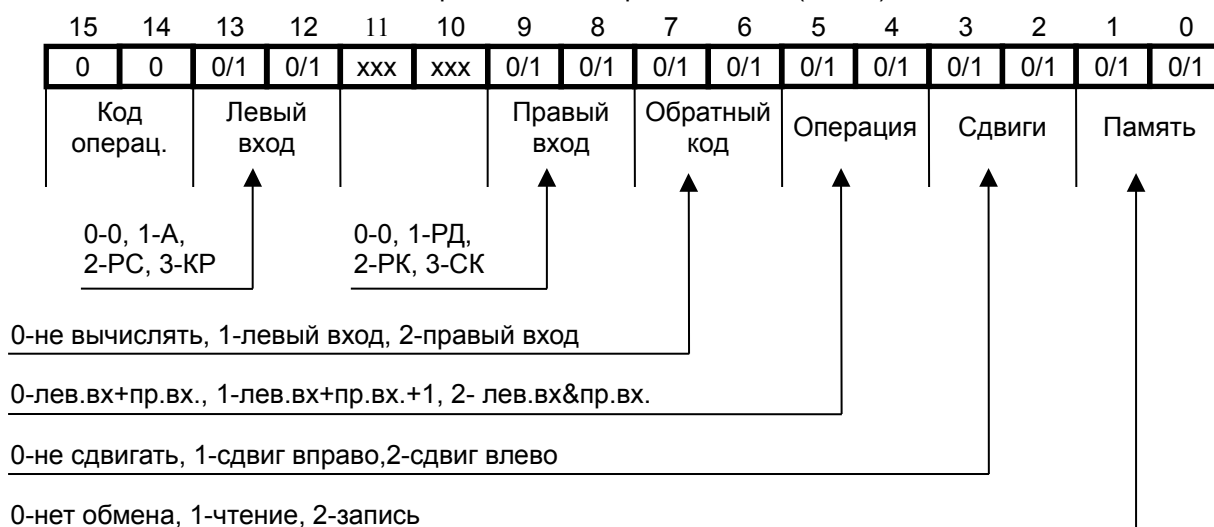 15 14 13 12 11 10 9 8 7 6 5 4 3 2 1 0
0 0 0/1 0/1 xxx xxx 0/1 0/1 0/1 0/1 0/1 0/1 0/1 0/1 0/1 0/1
Код Левый Правый Обратный
операц. вход вход код Операция Сдвиги Память
0-0, 1-А, 0-0, 1-РД,
2-РС, 3-КР 2-РК, 3-СК
0-не вычислять, 1-левый вход, 2-правый вход
0-лев.вх+пр.вх., 1-лев.вх+пр.вх.+1, 2- лев.вх&пр.вх.
0-не сдвигать, 1-сдвиг вправо,2-сдвиг влево
0-нет обмена, 1-чтение, 2-запись